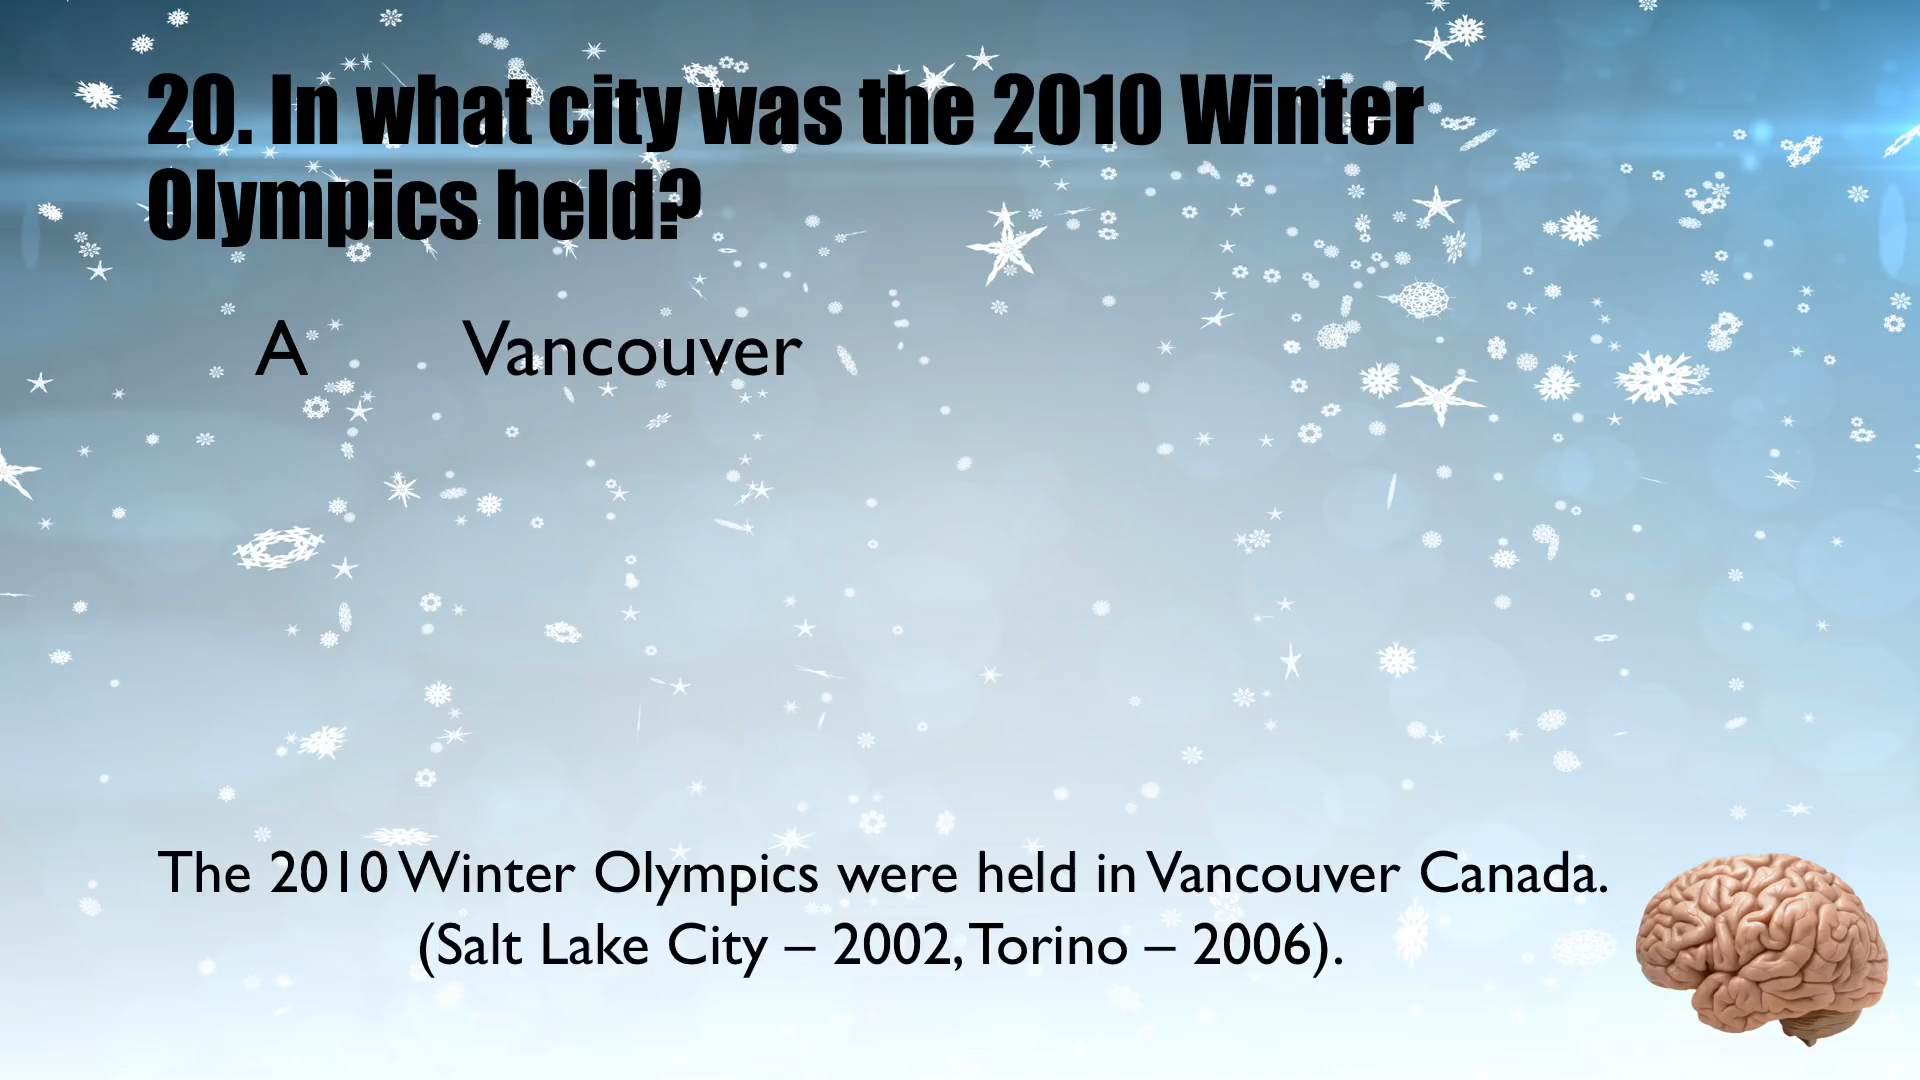 20. In what city was the 2010 Winter
Olympics held?
A Vancouver
The 2010 Winter Olympics were held in Vancouver Canada.
(Salt Lake City – 2002, Torino – 2006).